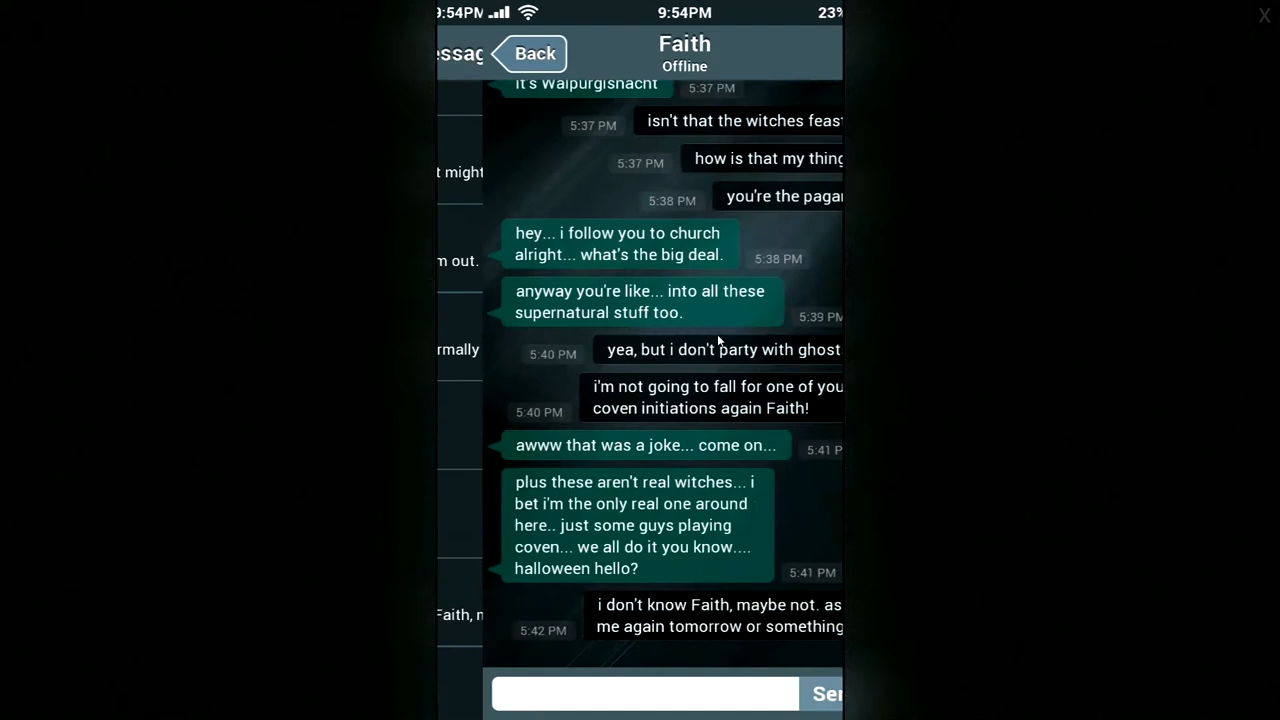 9:54PM 9:54PM 23%
Back Faith
Offline
it's Walpurgisnacht 5:37 PM
5:37 PM isn't that the witches feast
5:37 PM how is that my thing
t might
5:38 PM you're the pagan
hey... i follow you to church
alright... what's the big deal. 5:38 PM
m out.
anyway you're like... into all these
supernatural stuff too. 5:39 PM
rmally
5:40 PM yea, but i don't party with ghost
i'm not going to fall for one of you
5:40 PM coven initiations again Faith!
awww that was a joke... come on... 5:41 P
plus these aren't real witches... i
bet i'm the only real one around
here.. just some guys playing
coven... we all do it you know....
halloween hello? 5:41 PM
i don't know Faith, maybe not. as
Faith, m
5:42 PM me again tomorrow or something
Sen
X